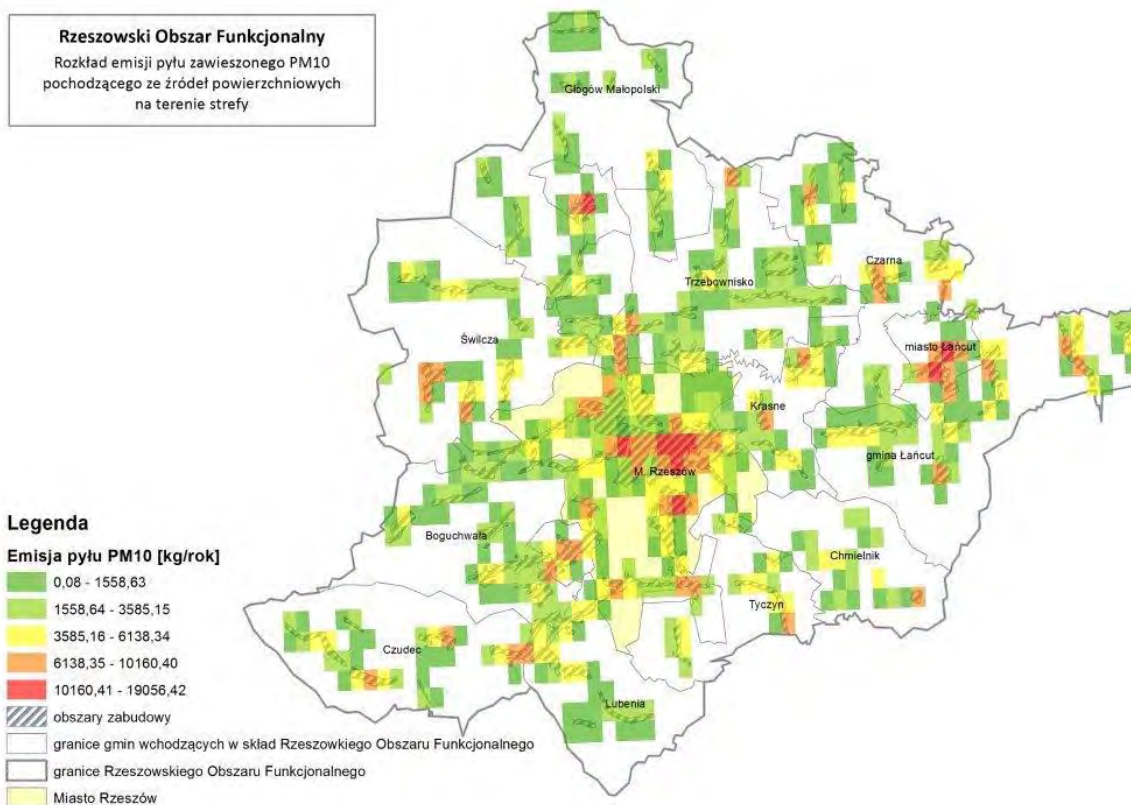 Rzeszowski Obszar Funkcjonalny
Rozkład emisji pyłu zawieszonego PM10
pochodzącego ze źródeł powierzchniowych
na terenie strefy
Głogów Małopolski
Czarna
Trzebownisko
Świlcza
miasto Łańcut
Krasne
gmina Łańcut
M. Rzeszów
Boguchwała
Chmielnik
Tyczyn
Czudec
Lubenia
Legenda
Emisja pyłu PM10 [kg/rok]
0,08 - 1558,63
1558,64 - 3585,15
3585,16 - 6138,34
6138,35 - 10160,40
10160,41 - 19056,42
obszary zabudowy
granice gmin wchodzących w skład Rzeszowkiego Obszaru Funkcjonalnego
granice Rzeszowskiego Obszaru Funkcjonalnego
Miasto Rzeszów